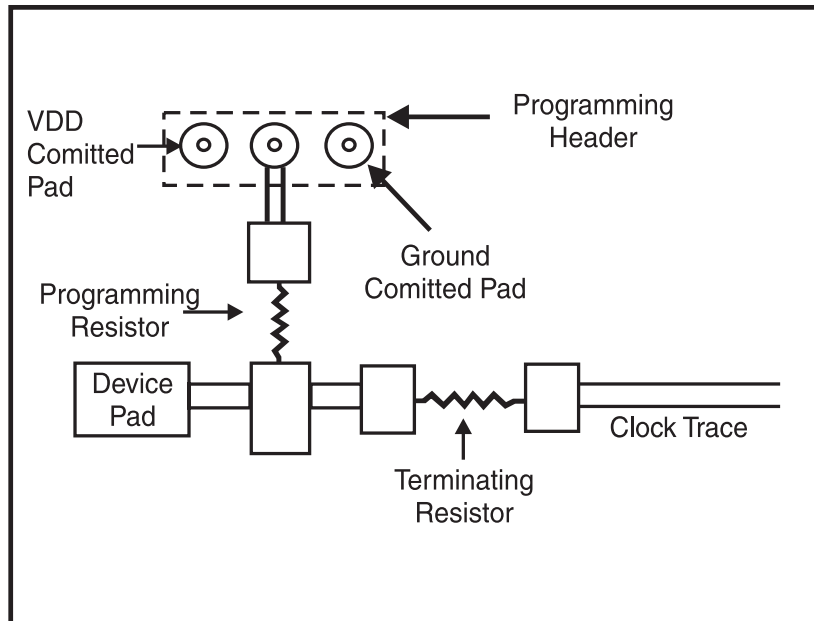 VDD
Comitted
Pad
Programming
Header
Ground
Comitted Pad
Programming
Resistor
Device
Pad
Clock Trace
Terminating
Resistor